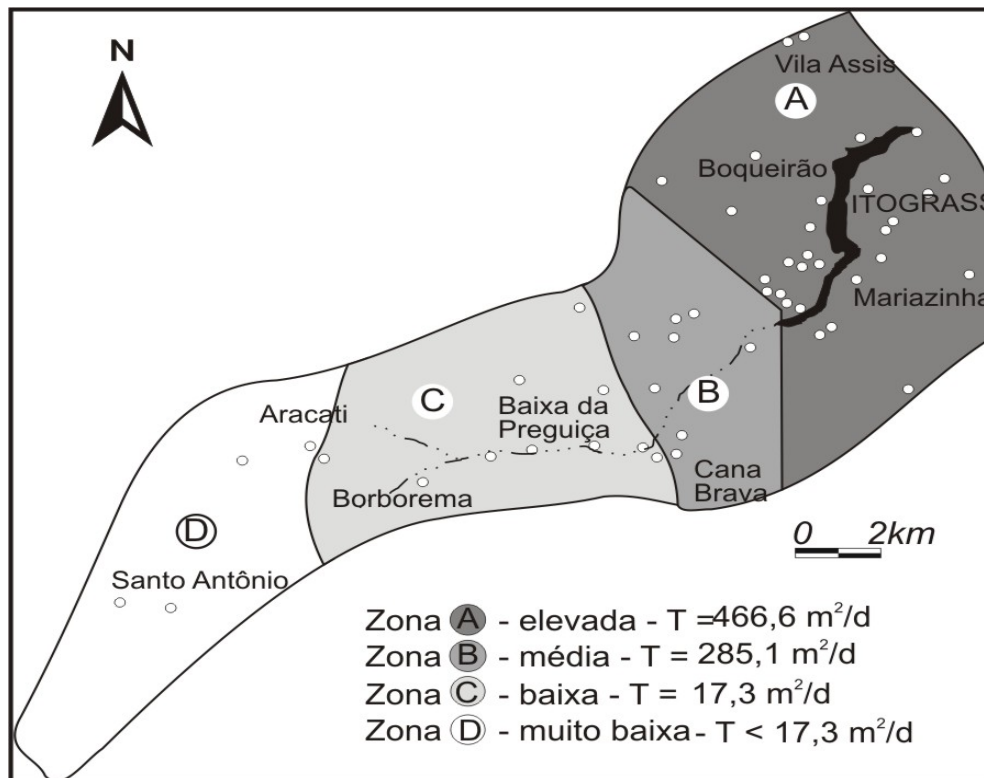 N
Vila Assis
A
Boqueirão
ITOGRASS
Mariazinha
C
B
Aracati
Baixa da
Preguiça
Borborema
Cana
Brava
D
Santo Antônio
0 2km
Zona A - elevada - T =466,6 m²/d
Zona B - média - T = 285,1 m²/d
Zona C - baixa - T = 17,3 m²/d
Zona D - muito baixa - T < 17,3 m²/d